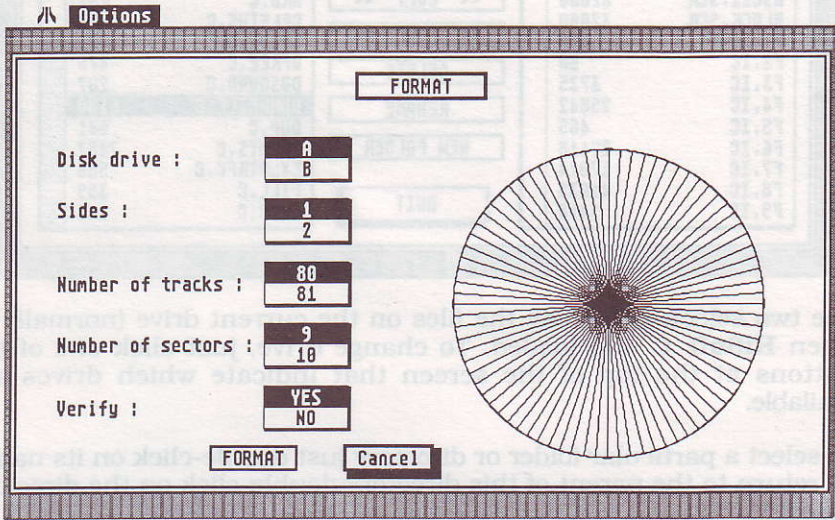 Options
FORMAT
Disk drive : A
B
Sides : 1
2
Number of tracks : 80
81
Number of sectors : 9
10
Verify : YES
NO
FORMAT Cancel